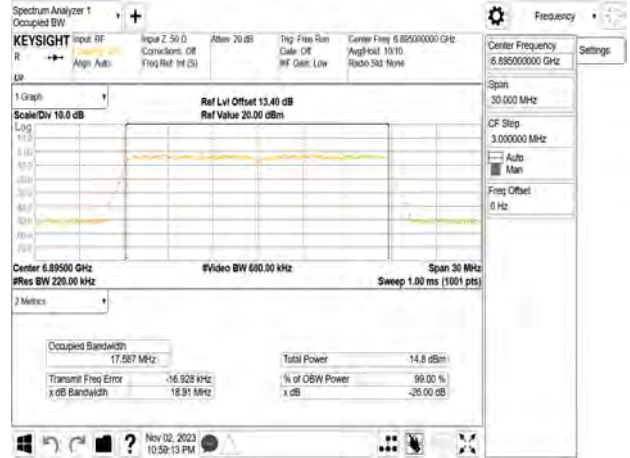 Spectrum Analyzer 1
Occupied BW
+
Frequency
KEYSIGHT
R
Input: RF
Align: Auto
Input Z: 50 Ω
Corrections: Off
Freq Ref: Int (S)
Atten: 20 dB
Trig: Free Run
Gate: Off
#IF Gain: Low
Center Freq: 6.895000000 GHz
Avg|Hold: 10/10
Radio Std: None
Center Frequency
6.895000000 GHz
Settings
Span
30.000 MHz
CF Step
3.000000 MHz
Auto
Man
Freq Offset
0 Hz
1 Graph
Scale/Div 10.0 dB
Ref Lvl Offset 13.40 dB
Ref Value 20.00 dBm
Log
Center 6.89500 GHz
#Res BW 220.00 kHz
#Video BW 680.00 kHz
Span 30 MHz
Sweep 1.00 ms (1001 pts)
2 Metrics
Occupied Bandwidth
17.587 MHz
Total Power
14.8 dBm
Transmit Freq Error
-16.928 kHz
% of OBW Power
99.00 %
x dB Bandwidth
18.91 MHz
x dB
-26.00 dB
?
Nov 02, 2023
10:59:13 PM